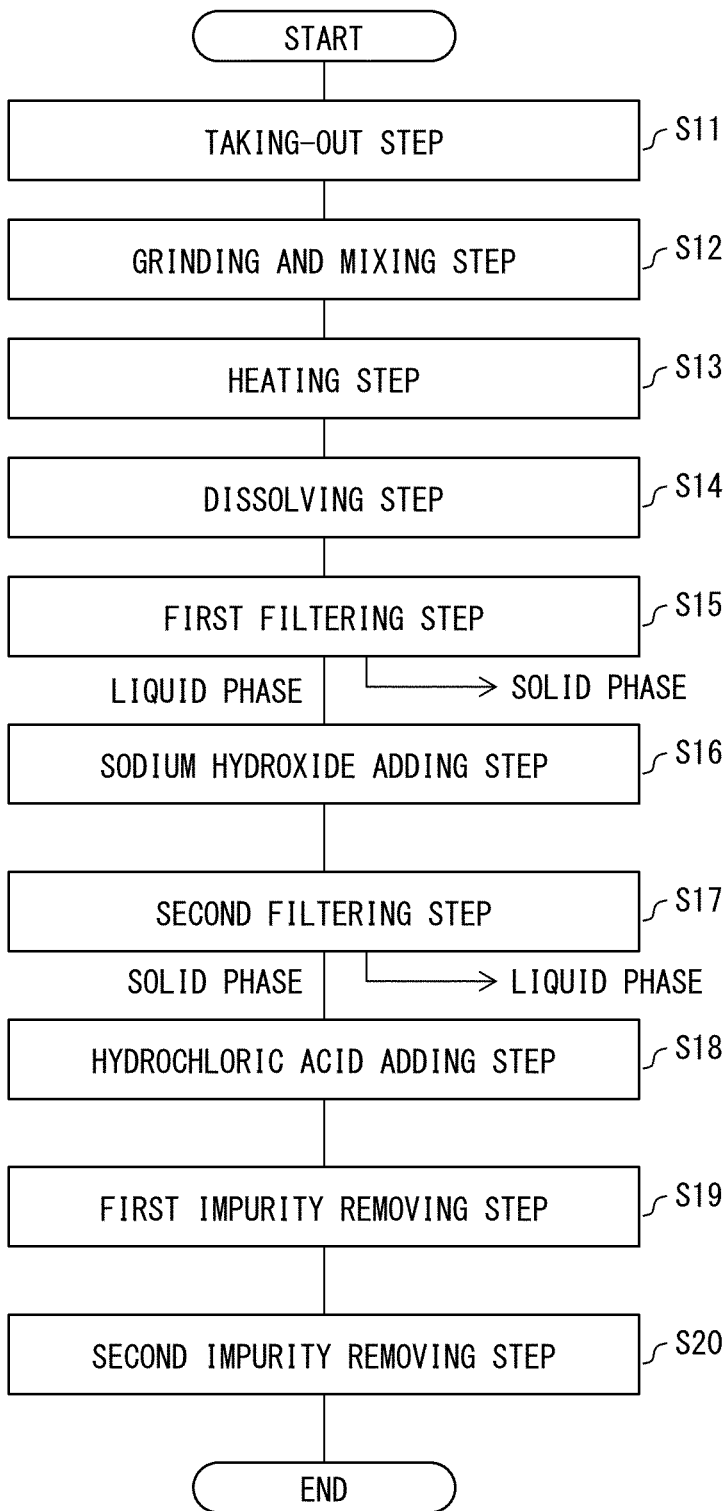 START
TAKING-OUT STEP
S11
GRINDING AND MIXING STEP
S12
HEATING STEP
S13
DISSOLVING STEP
S14
FIRST FILTERING STEP
S15
LIQUID PHASE
SOLID PHASE
SODIUM HYDROXIDE ADDING STEP
S16
SECOND FILTERING STEP
S17
SOLID PHASE
LIQUID PHASE
HYDROCHLORIC ACID ADDING STEP
S18
FIRST IMPURITY REMOVING STEP
S19
SECOND IMPURITY REMOVING STEP
S20
END